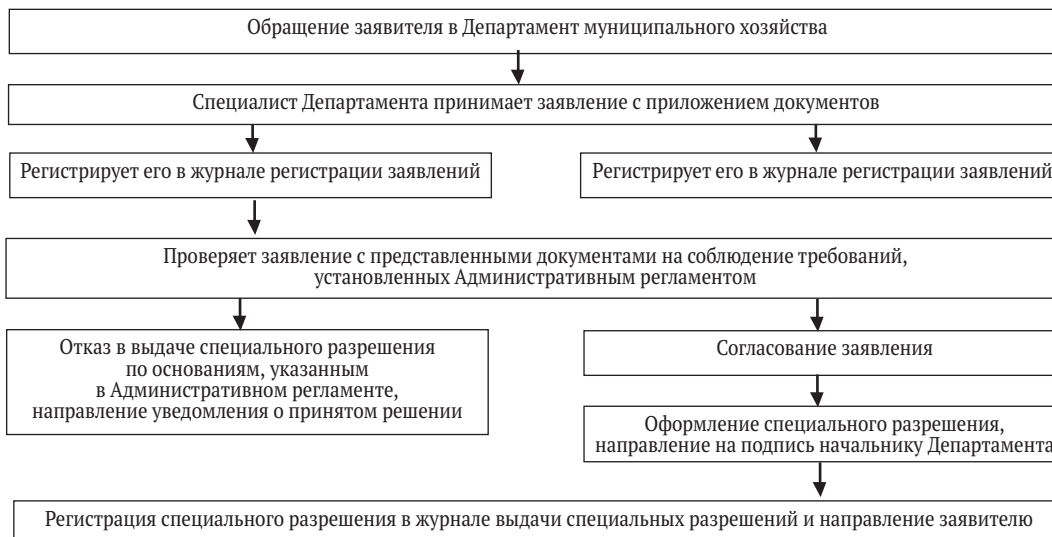 Обращение заявителя в Департамент муниципального хозяйства
Специалист Департамента принимает заявление с приложением документов
Регистрирует его в журнале регистрации заявлений
Регистрирует его в журнале регистрации заявлений
Проверяет заявление с представленными документами на соблюдение требований,
установленных Административным регламентом
Отказ в выдаче специального разрешения
по основаниям, указанным
в Административном регламенте,
направление уведомления о принятом решении
Согласование заявления
Оформление специального разрешения,
направление на подпись начальнику Департамента
Регистрация специального разрешения в журнале выдачи специальных разрешений и направление заявителю